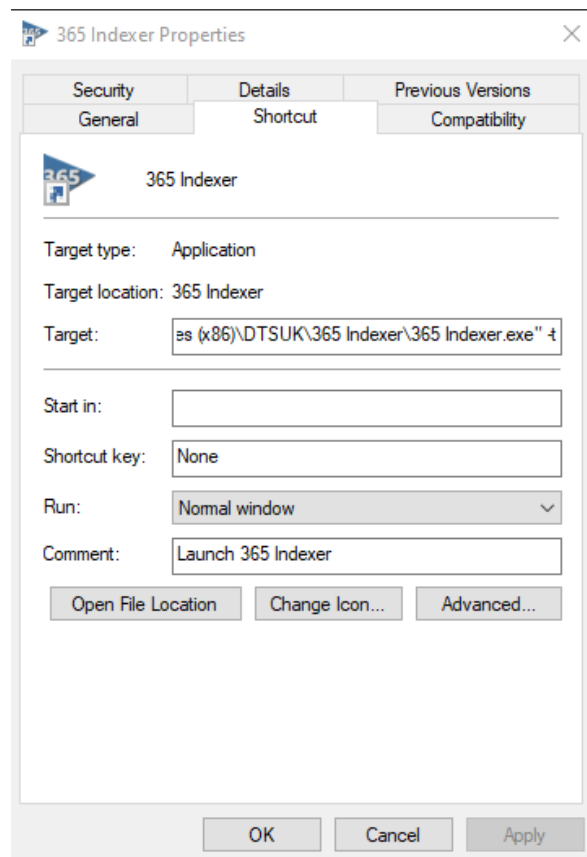 365 Indexer Properties
Security Details Previous Versions
General Shortcut Compatibility
365 365 Indexer
Target type: Application
Target location: 365 Indexer
Target: es (x86)\DTSUK\365 Indexer\365 Indexer.exe" -t
Start in:
Shortcut key: None
Run: Normal window
Comment: Launch 365 Indexer
Open File Location Change Icon... Advanced...
OK Cancel Apply